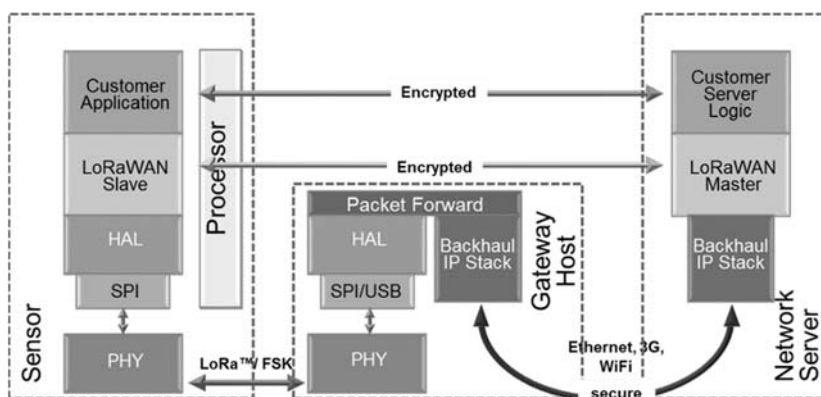 Customer
Application
LoRaWAN
Slave
HAL
SPI
PHY
Sensor
Processor
Encrypted
Encrypted
LoRa™/ FSK
Packet Forward
HAL
SPI/USB
PHY
Backhaul
IP Stack
Gateway
Host
Ethernet, 3G,
WiFi
secure
Customer
Server
Logic
LoRaWAN
Master
Backhaul
IP Stack
Network
Server